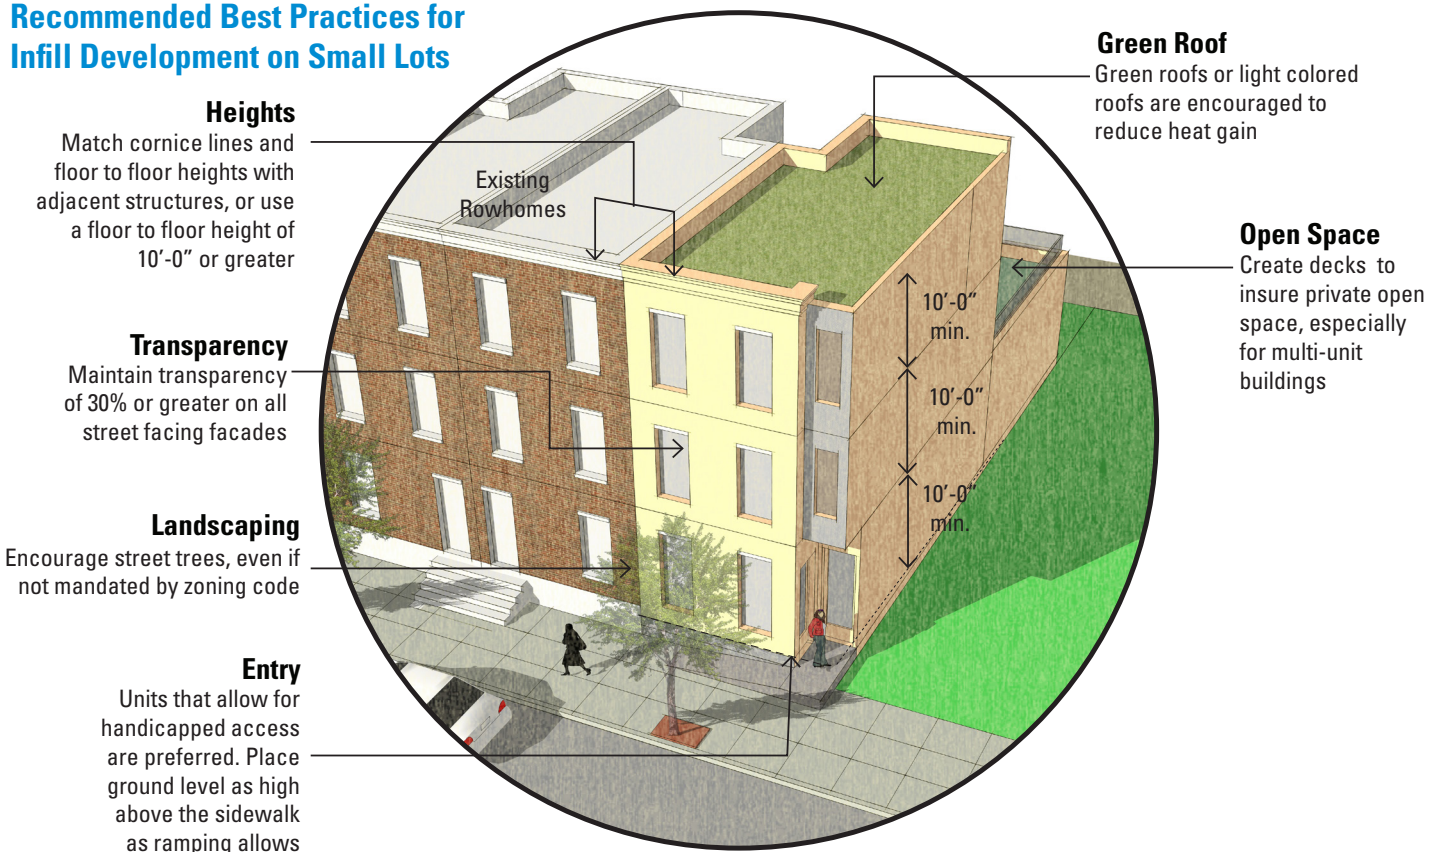 Recommended Best Practices for
Infill Development on Small Lots
Heights
Match cornice lines and
floor to floor heights with
adjacent structures, or use
a floor to floor height of
10’-0” or greater
Transparency
Maintain transparency
of 30% or greater on all
street facing facades
Landscaping
Encourage street trees, even if
not mandated by zoning code
Entry
Units that allow for
handicapped access
are preferred. Place
ground level as high
above the sidewalk
as ramping allows
Existing
Rowhomes
10’-0”
min.
10’-0”
min.
10’-0”
min.
Green Roof
Green roofs or light colored
roofs are encouraged to
reduce heat gain
Open Space
Create decks to
insure private open
space, especially
for multi-unit
buildings